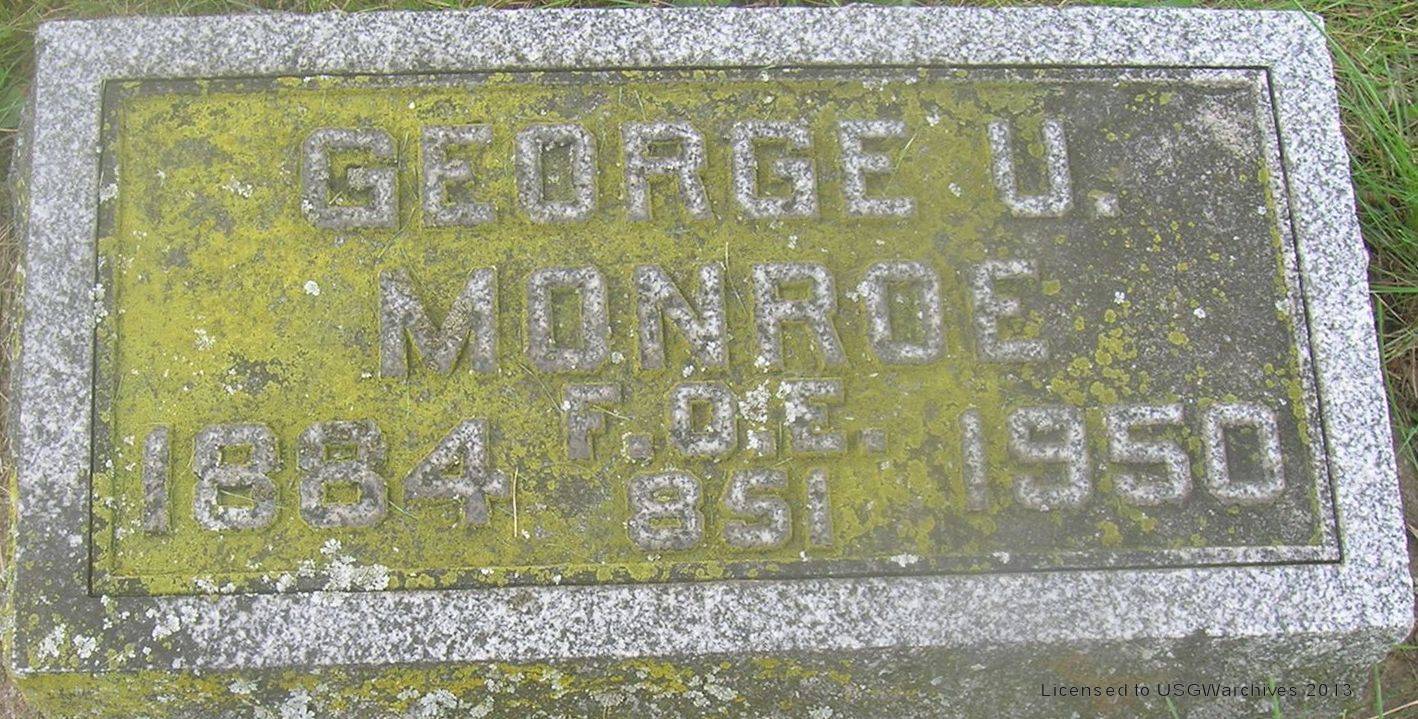 GEORGE U.
MONROE
F.O.E.
1884 1950
851
Licensed to USGWarchives 2013